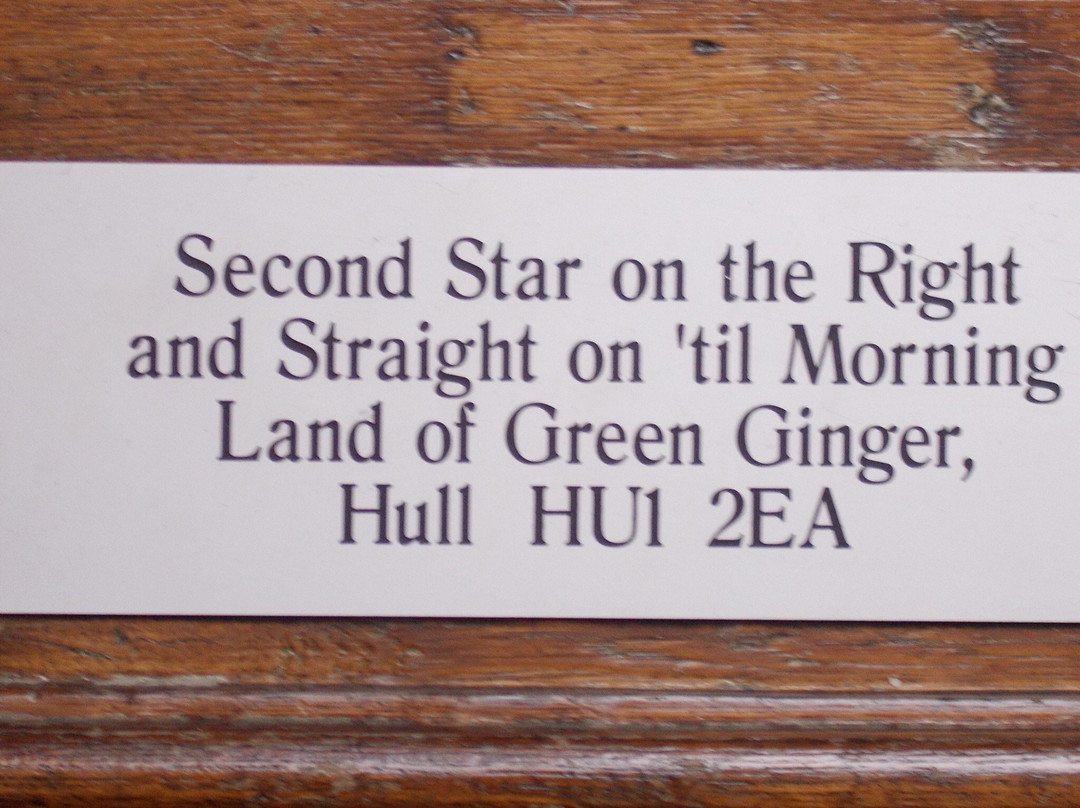 Second Star on the Right
and Straight on 'til Morning
Land of Green Ginger,
Hull HU1 2EA